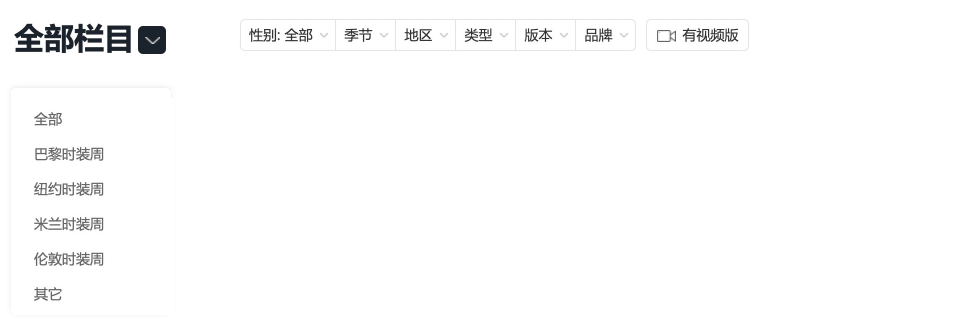 全部栏目
性别: 全部 季节 地区 类型 版本 品牌 有视频版
全部
巴黎时装周
纽约时装周
米兰时装周
伦敦时装周
其它